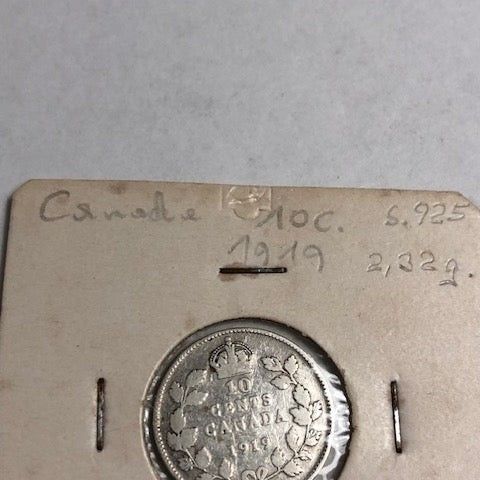 Canada 10c. S.925
1919 2,32g.
10
CENTS
CANADA
1919